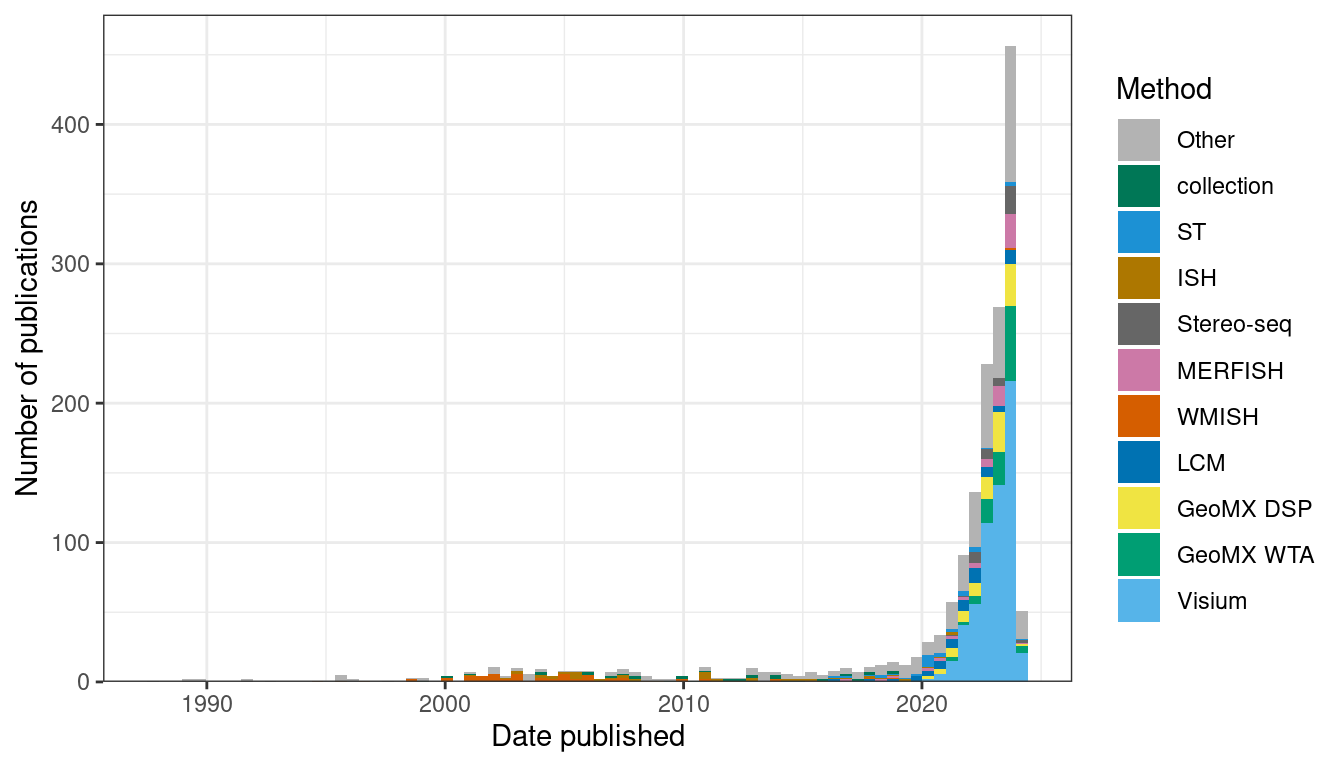 Number of publications
400
300
200
100
0
1990
2000
2010
2020
Date published
Method
Other
collection
ST
ISH
Stereo-seq
MERFISH
WMISH
LCM
GeoMX DSP
GeoMX WTA
Visium